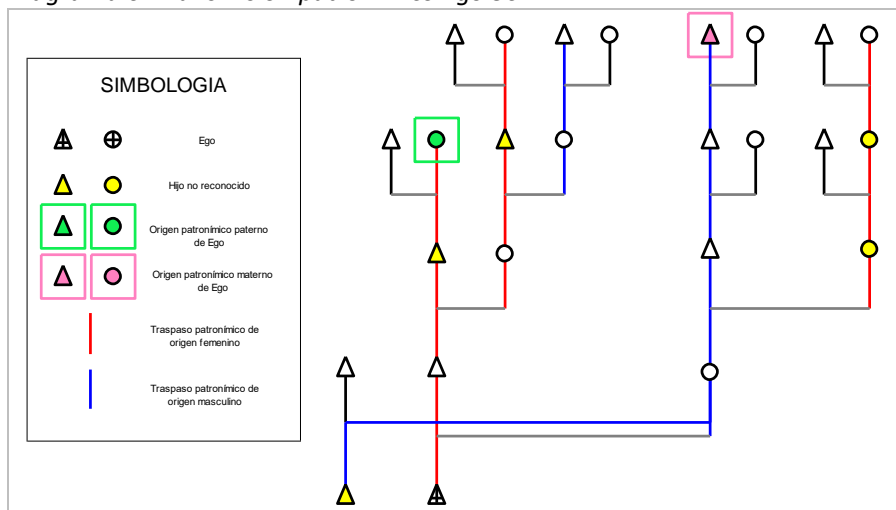 SIMBOLOGIA
Ego
Hijo no reconocido
Origen patronímico paterno
de Ego
Origen patronímico materno
de Ego
Traspaso patronímico de
origen femenino
Traspaso patronímico de
origen masculino